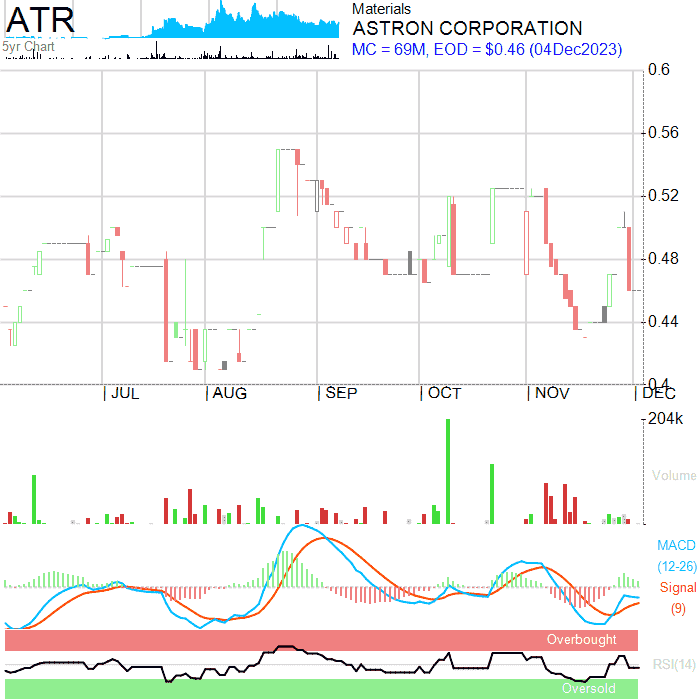 ATR
5yr Chart
Materials
ASTRON CORPORATION
MC = 69M, EOD = $0.46 (04Dec2023)
0.6
0.56
0.52
0.48
0.44
0.4
JUL
AUG
SEP
OCT
NOV
DEC
204k
Volume
MACD
(12-26)
Signal
(9)
Overbought
RSI(14)
Oversold